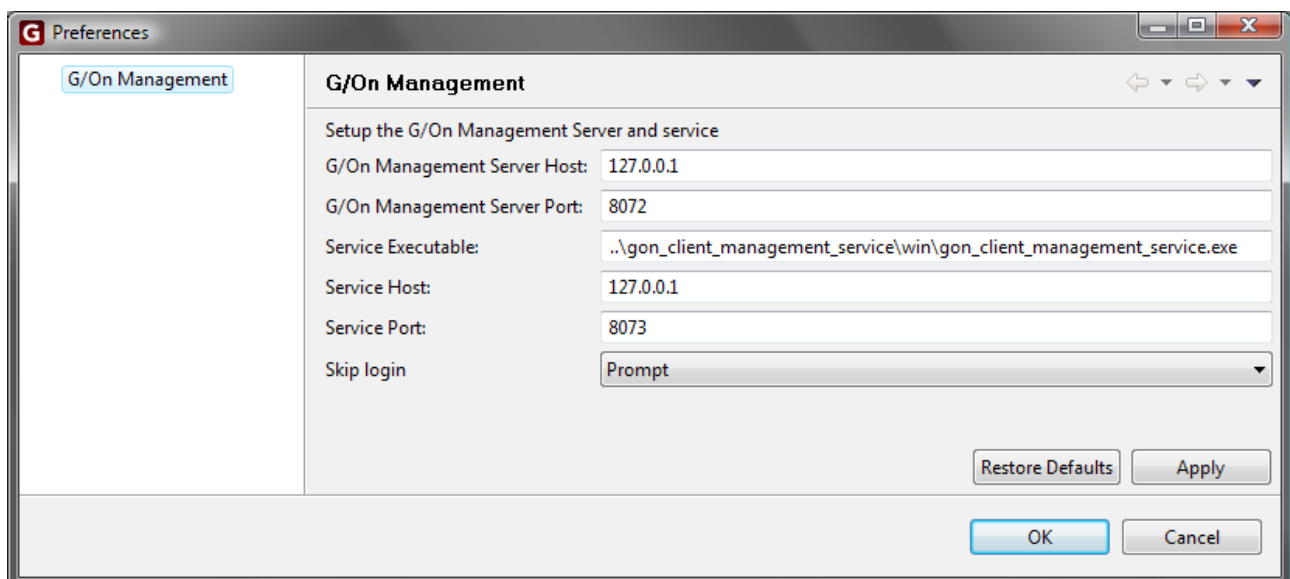 G Preferences
G/On Management
G/On Management
Setup the G/On Management Server and service
G/On Management Server Host: 127.0.0.1
G/On Management Server Port: 8072
Service Executable: ..\gon_client_management_service\win\gon_client_management_service.exe
Service Host: 127.0.0.1
Service Port: 8073
Skip login Prompt
Restore Defaults Apply
OK Cancel